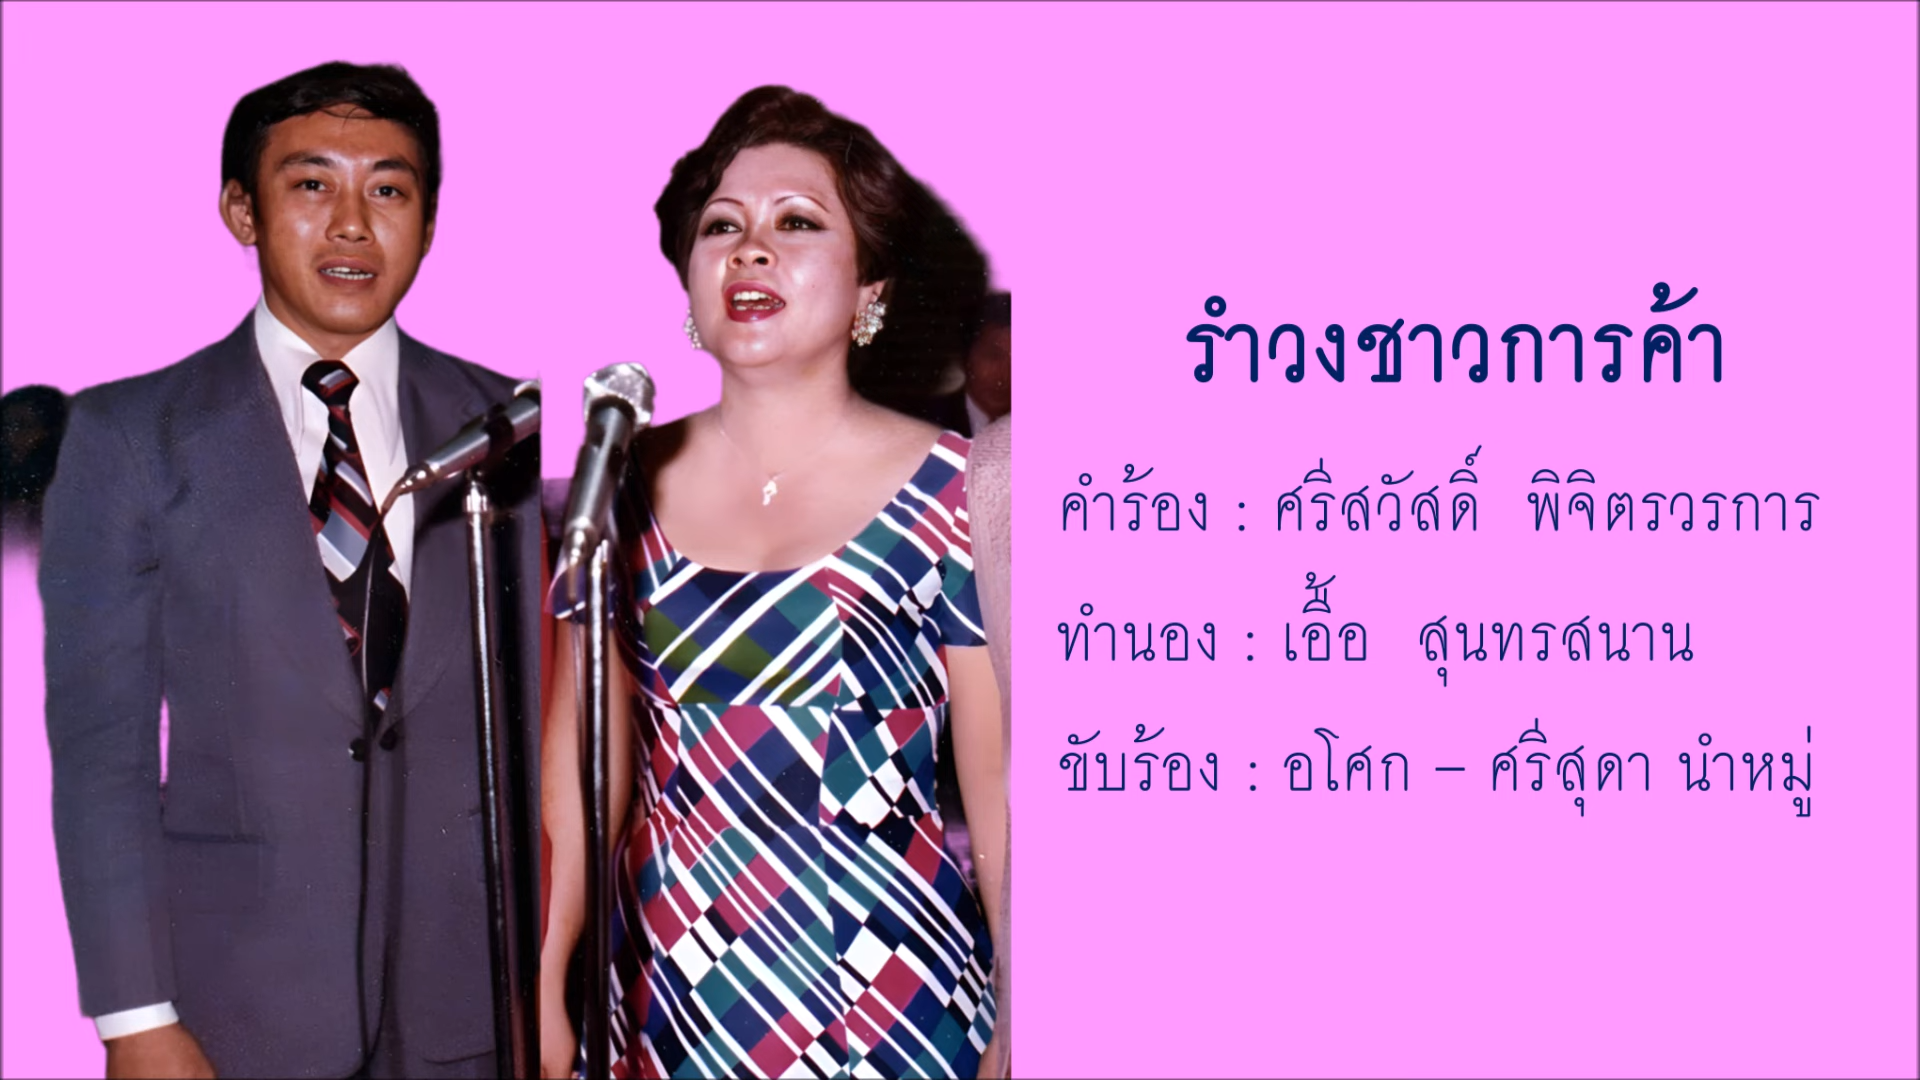 รำวงชาวการค้า
คำร้อง : ศรีสวัสดิ์ พิจิตรวรการ
ทำนอง : เอื้อ สุนทรสนาน
ขับร้อง : อโศก – ศรีสุดา นำหมู่